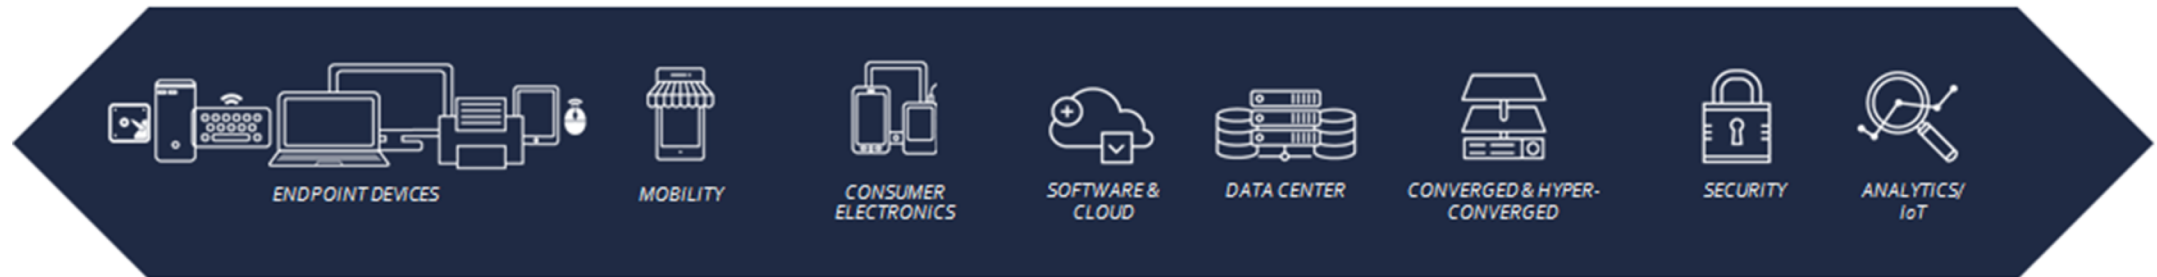 ENDPOINT DEVICES
MOBILITY
CONSUMER
ELECTRONICS
SOFTWARE &
CLOUD
DATA CENTER
CONVERGED & HYPER-
CONVERGED
SECURITY
ANALYTICS/
IoT